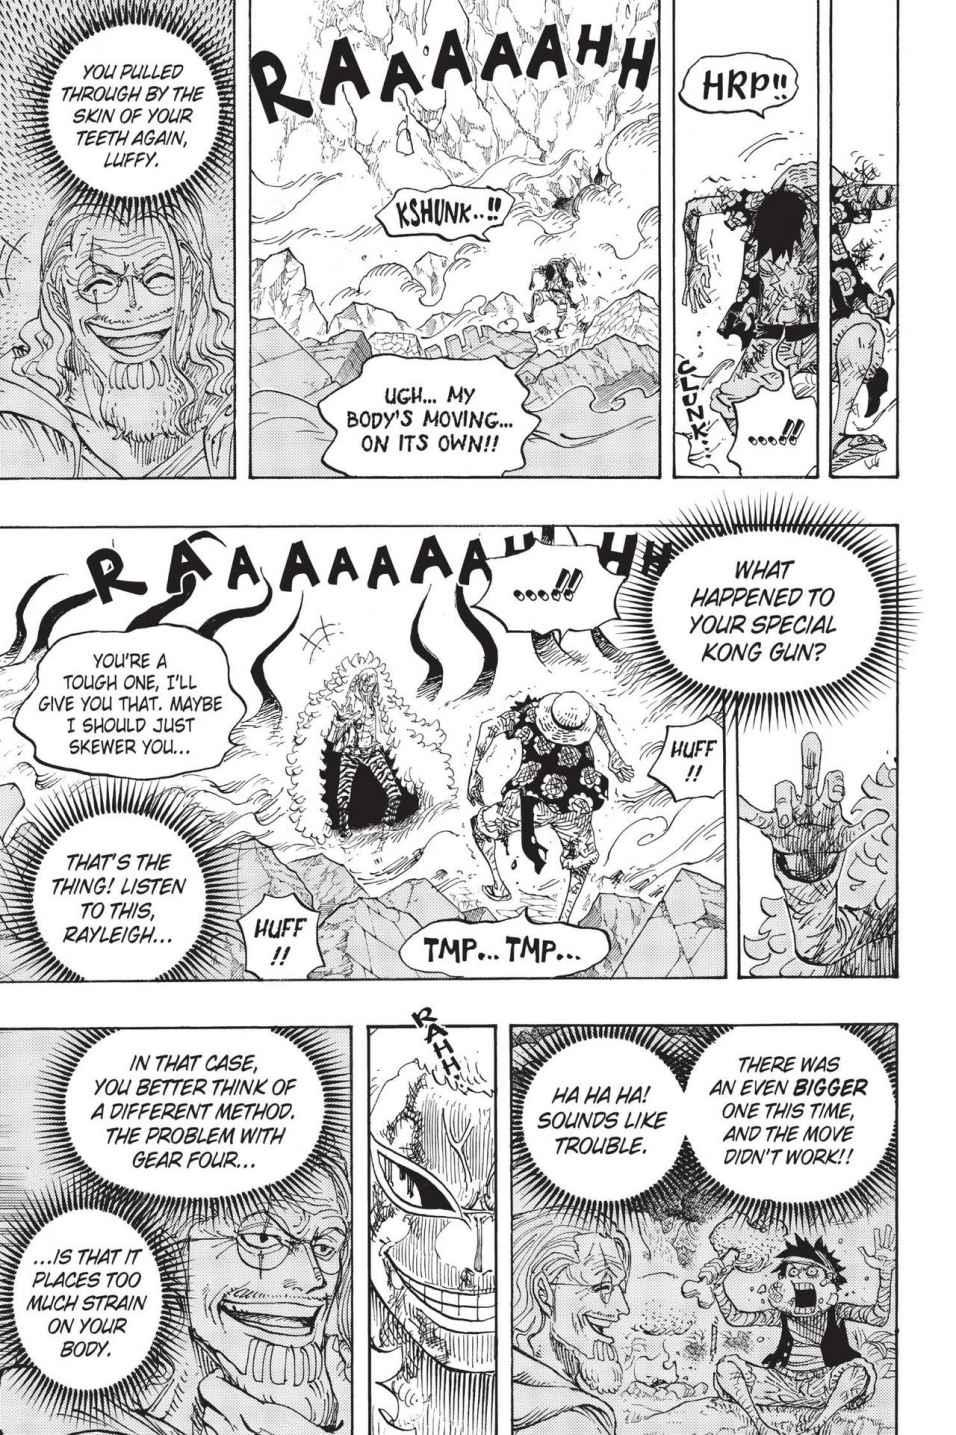 HRP!!
CLUNK...
...!!
RAAAAAAHH
KSHUNK..!!
UGH... MY
BODY'S MOVING...
ON ITS OWN!!
YOU PULLED
THROUGH BY THE
SKIN OF YOUR
TEETH AGAIN,
LUFFY.
WHAT
HAPPENED TO
YOUR SPECIAL
KONG GUN?
RAAAAAAAAHHH
...!!
HUFF
!!
TMP... TMP...
HUFF
!!
YOU'RE A
TOUGH ONE, I'LL
GIVE YOU THAT. MAYBE
I SHOULD JUST
SKEWER YOU...
THAT'S THE
THING! LISTEN
TO THIS,
RAYLEIGH...
THERE WAS
AN EVEN BIGGER
ONE THIS TIME,
AND THE MOVE
DIDN'T WORK!!
HA HA HA!
SOUNDS LIKE
TROUBLE.
RAHH...
IN THAT CASE,
YOU BETTER THINK OF
A DIFFERENT METHOD.
THE PROBLEM WITH
GEAR FOUR...
...IS THAT IT
PLACES TOO
MUCH STRAIN
ON YOUR
BODY.